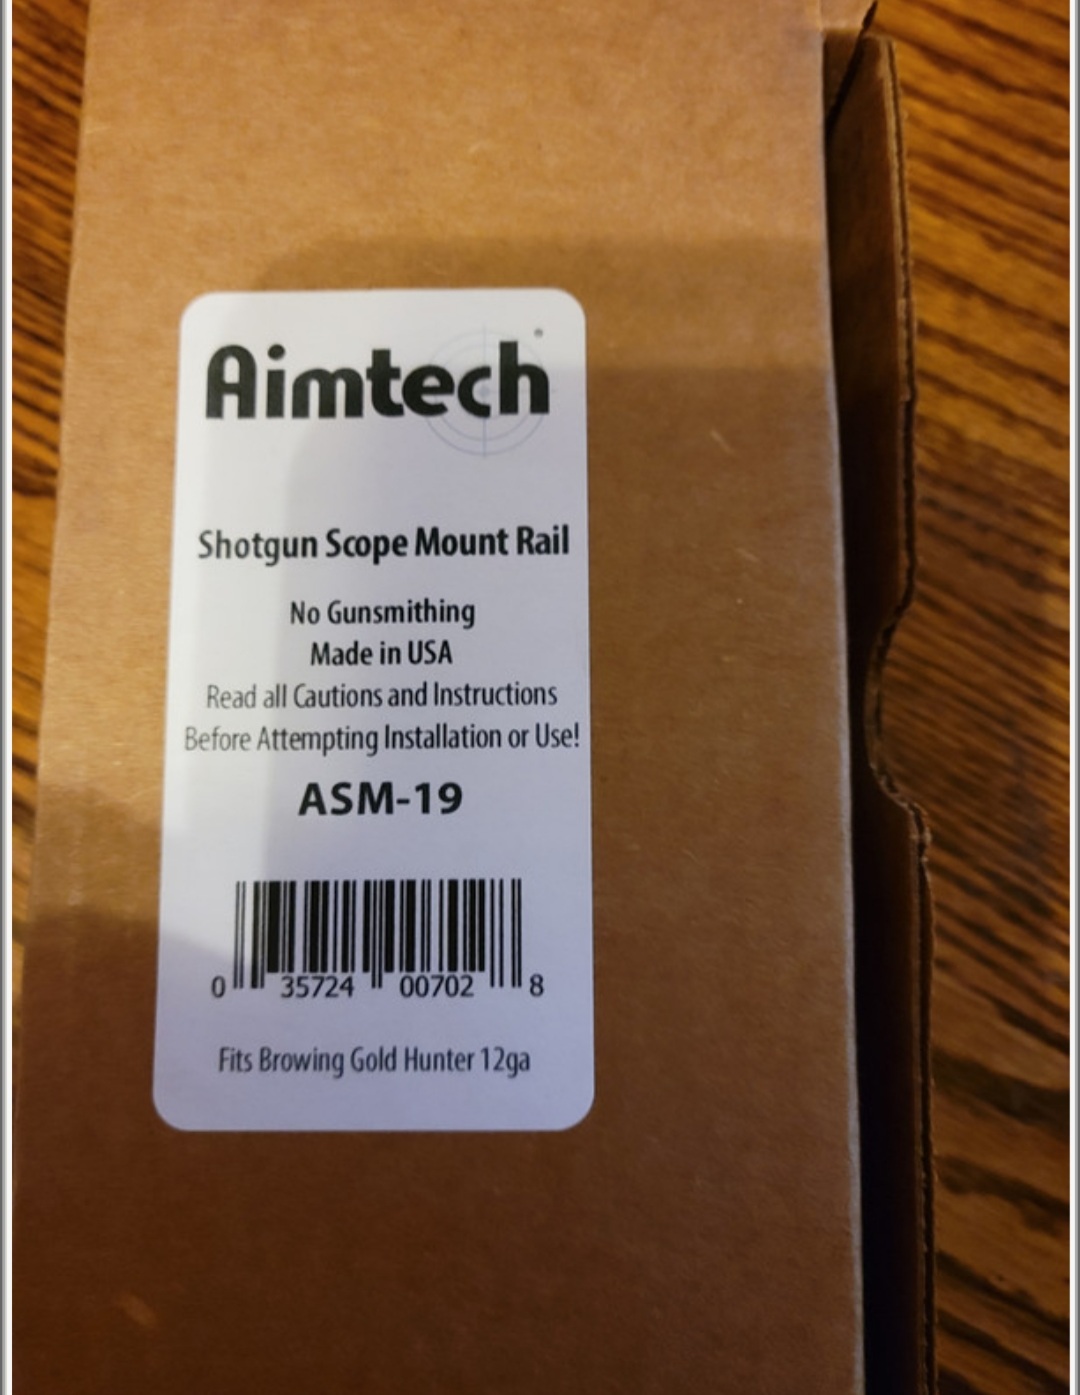 Aimtech®
Shotgun Scope Mount Rail
No Gunsmithing
Made in USA
Read all Cautions and Instructions
Before Attempting Installation or Use!
ASM-19
0 35724 00702 8
Fits Browing Gold Hunter 12ga